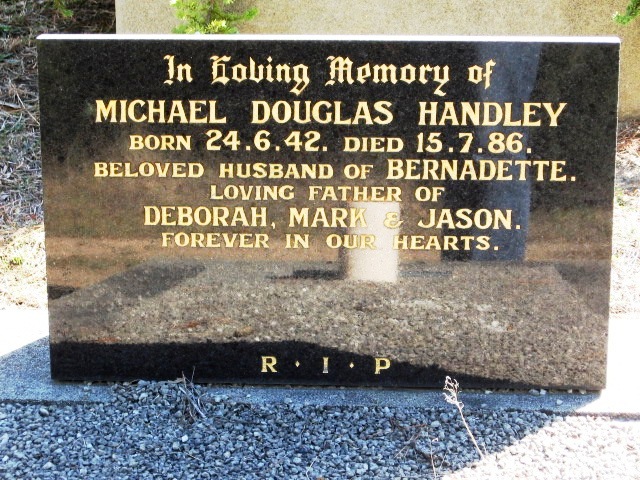 In Loving Memory of
MICHAEL DOUGLAS HANDLEY
BORN 24.6.42. DIED 15.7.86.
BELOVED HUSBAND OF BERNADETTE.
LOVING FATHER OF
DEBORAH, MARK & JASON.
FOREVER IN OUR HEARTS.
R · I · P